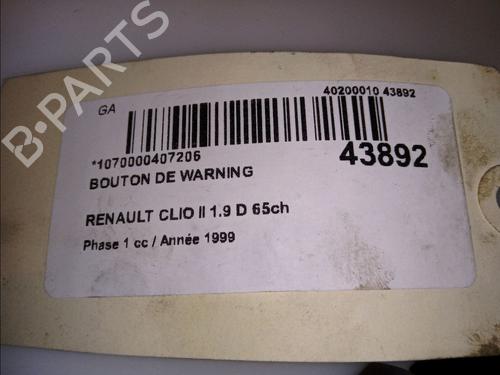 GA
40200010 43892
*1070000407206
43892
BOUTON DE WARNING
RENAULT CLIO II 1.9 D 65ch
Phase 1 cc / Année 1999
B-PARTS